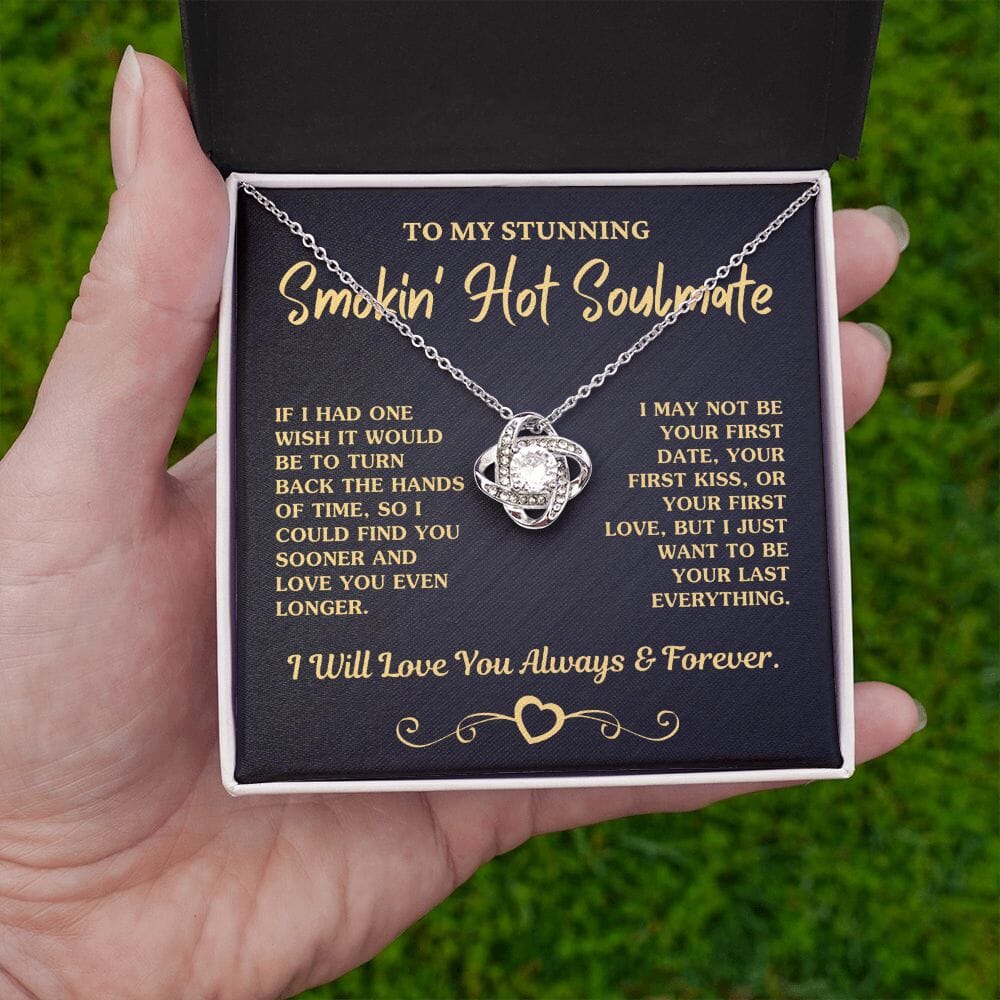 TO MY STUNNING
Smokin' Hot Soulmate
IF I HAD ONE
WISH IT WOULD
BE TO TURN
BACK THE HANDS
OF TIME, SO I
COULD FIND YOU
SOONER AND
LOVE YOU EVEN
LONGER.
I MAY NOT BE
YOUR FIRST
DATE, YOUR
FIRST KISS, OR
YOUR FIRST
LOVE, BUT I JUST
WANT TO BE
YOUR LAST
EVERYTHING.
I Will Love You Always & Forever.